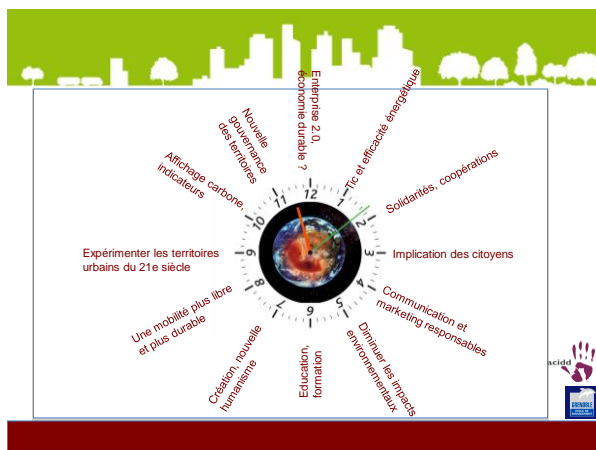 Enterprise 2.0,
économie durable ?
Tic et efficacité énergétique
Solidarités, coopérations
Implication des citoyens
Communication et
marketing responsables
Diminuer les impacts
environnementaux
Education,
formation
Création, nouvelle
humanisme
Une mobilité plus libre
et plus durable
Expérimenter les territoires
urbains du 21e siècle
Affichage carbone,
indicateurs
Nouvelle
gouvernance
des territoires
12
1
3
4
5
6
7
8
9
10
11
acidd
GRENOBLE